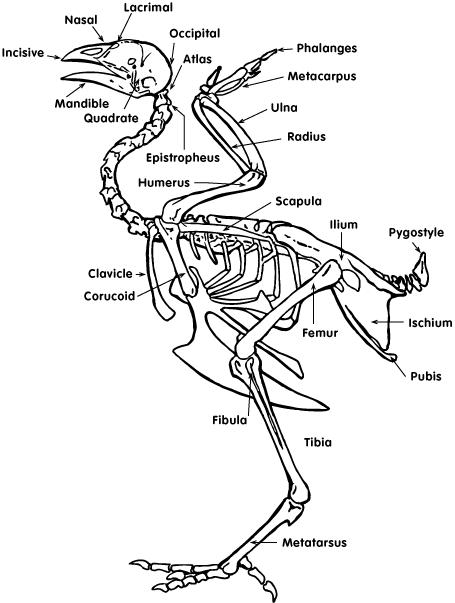 Lacrimal
Nasal
Occipital
Incisive
Atlas
Phalanges
Metacarpus
Mandible
Quadrate
Ulna
Radius
Epistropheus
Humerus
Scapula
Ilium
Pygostyle
Clavicle
Corucoid
Femur
Ischium
Pubis
Fibula
Tibia
Metatarsus